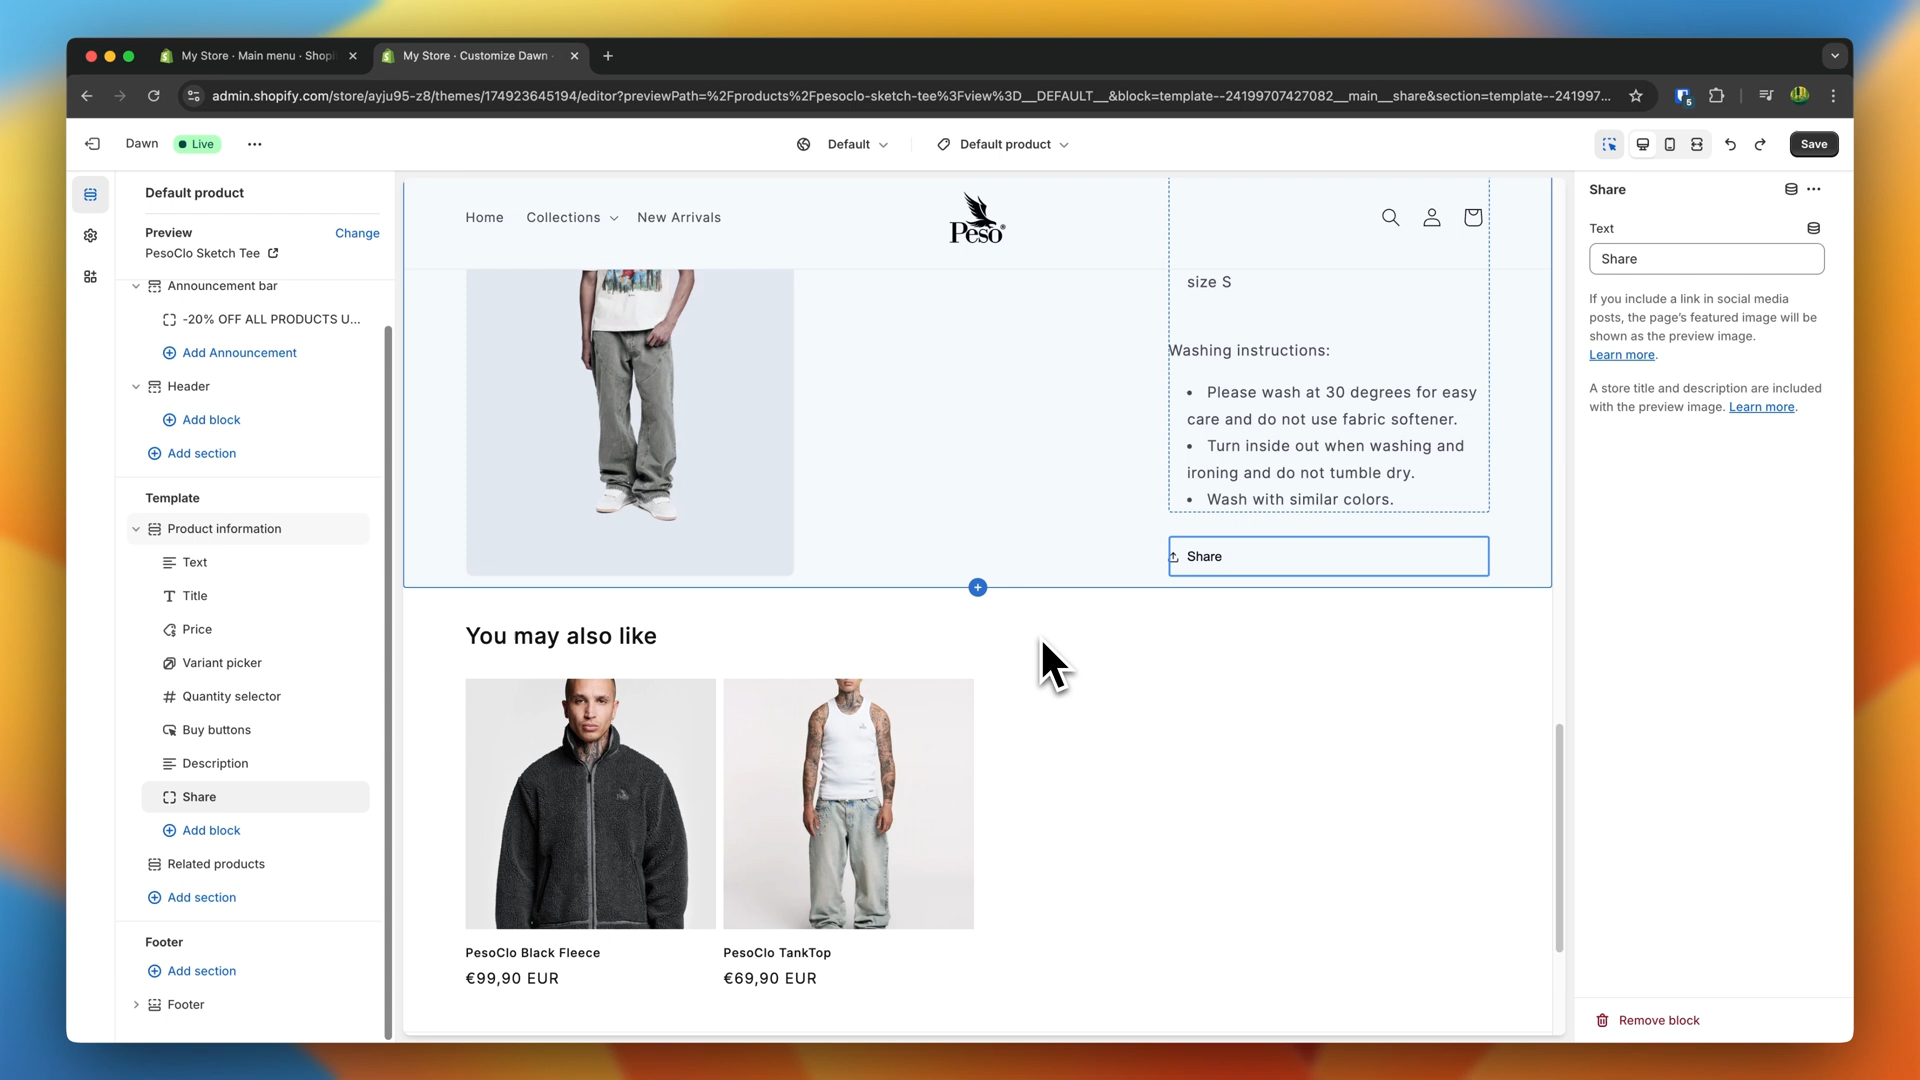 My Store · Main menu · Shopi
My Store · Customize Dawn ·
admin.shopify.com/store/ayju95-z8/themes/174923645194/editor?previewPath=%2Fproducts%2Fpesoclo-sketch-tee%3Fview%3D__DEFAULT__&block=template--24199707427082__main__share&section=template--241997...
5
Dawn
Live
Default
Default product
Save
Default product
Preview
Change
PesoClo Sketch Tee
Announcement bar
-20% OFF ALL PRODUCTS U...
Add Announcement
Header
Add block
Add section
Template
Product information
Text
Title
Price
Variant picker
Quantity selector
Buy buttons
Description
Share
Add block
Related products
Add section
Footer
Add section
Footer
Home
Collections
New Arrivals
Peso®
size S
Washing instructions:
• Please wash at 30 degrees for easy
care and do not use fabric softener.
• Turn inside out when washing and
ironing and do not tumble dry.
• Wash with similar colors.
Share
You may also like
PesoClo Black Fleece
€99,90 EUR
PesoClo TankTop
€69,90 EUR
Share
Text
Share
If you include a link in social media
posts, the page's featured image will be
shown as the preview image.
Learn more.
A store title and description are included
with the preview image. Learn more.
Remove block